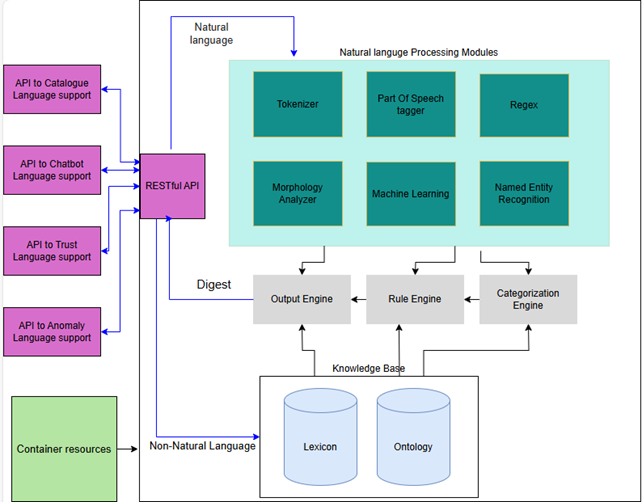 Natural
language
Natural languge Processing Modules
API to Catalogue
Language support
Tokenizer
Part Of Speech
tagger
Regex
API to Chatbot
Language support
RESTful API
Morphology
Analyzer
Machine Learning
Named Entity
Recognition
API to Trust
Language support
Digest
Output Engine
Rule Engine
Categorization
Engine
API to Anomaly
Language support
Knowledge Base
Container resources
Non-Natural Language
Lexicon
Ontology